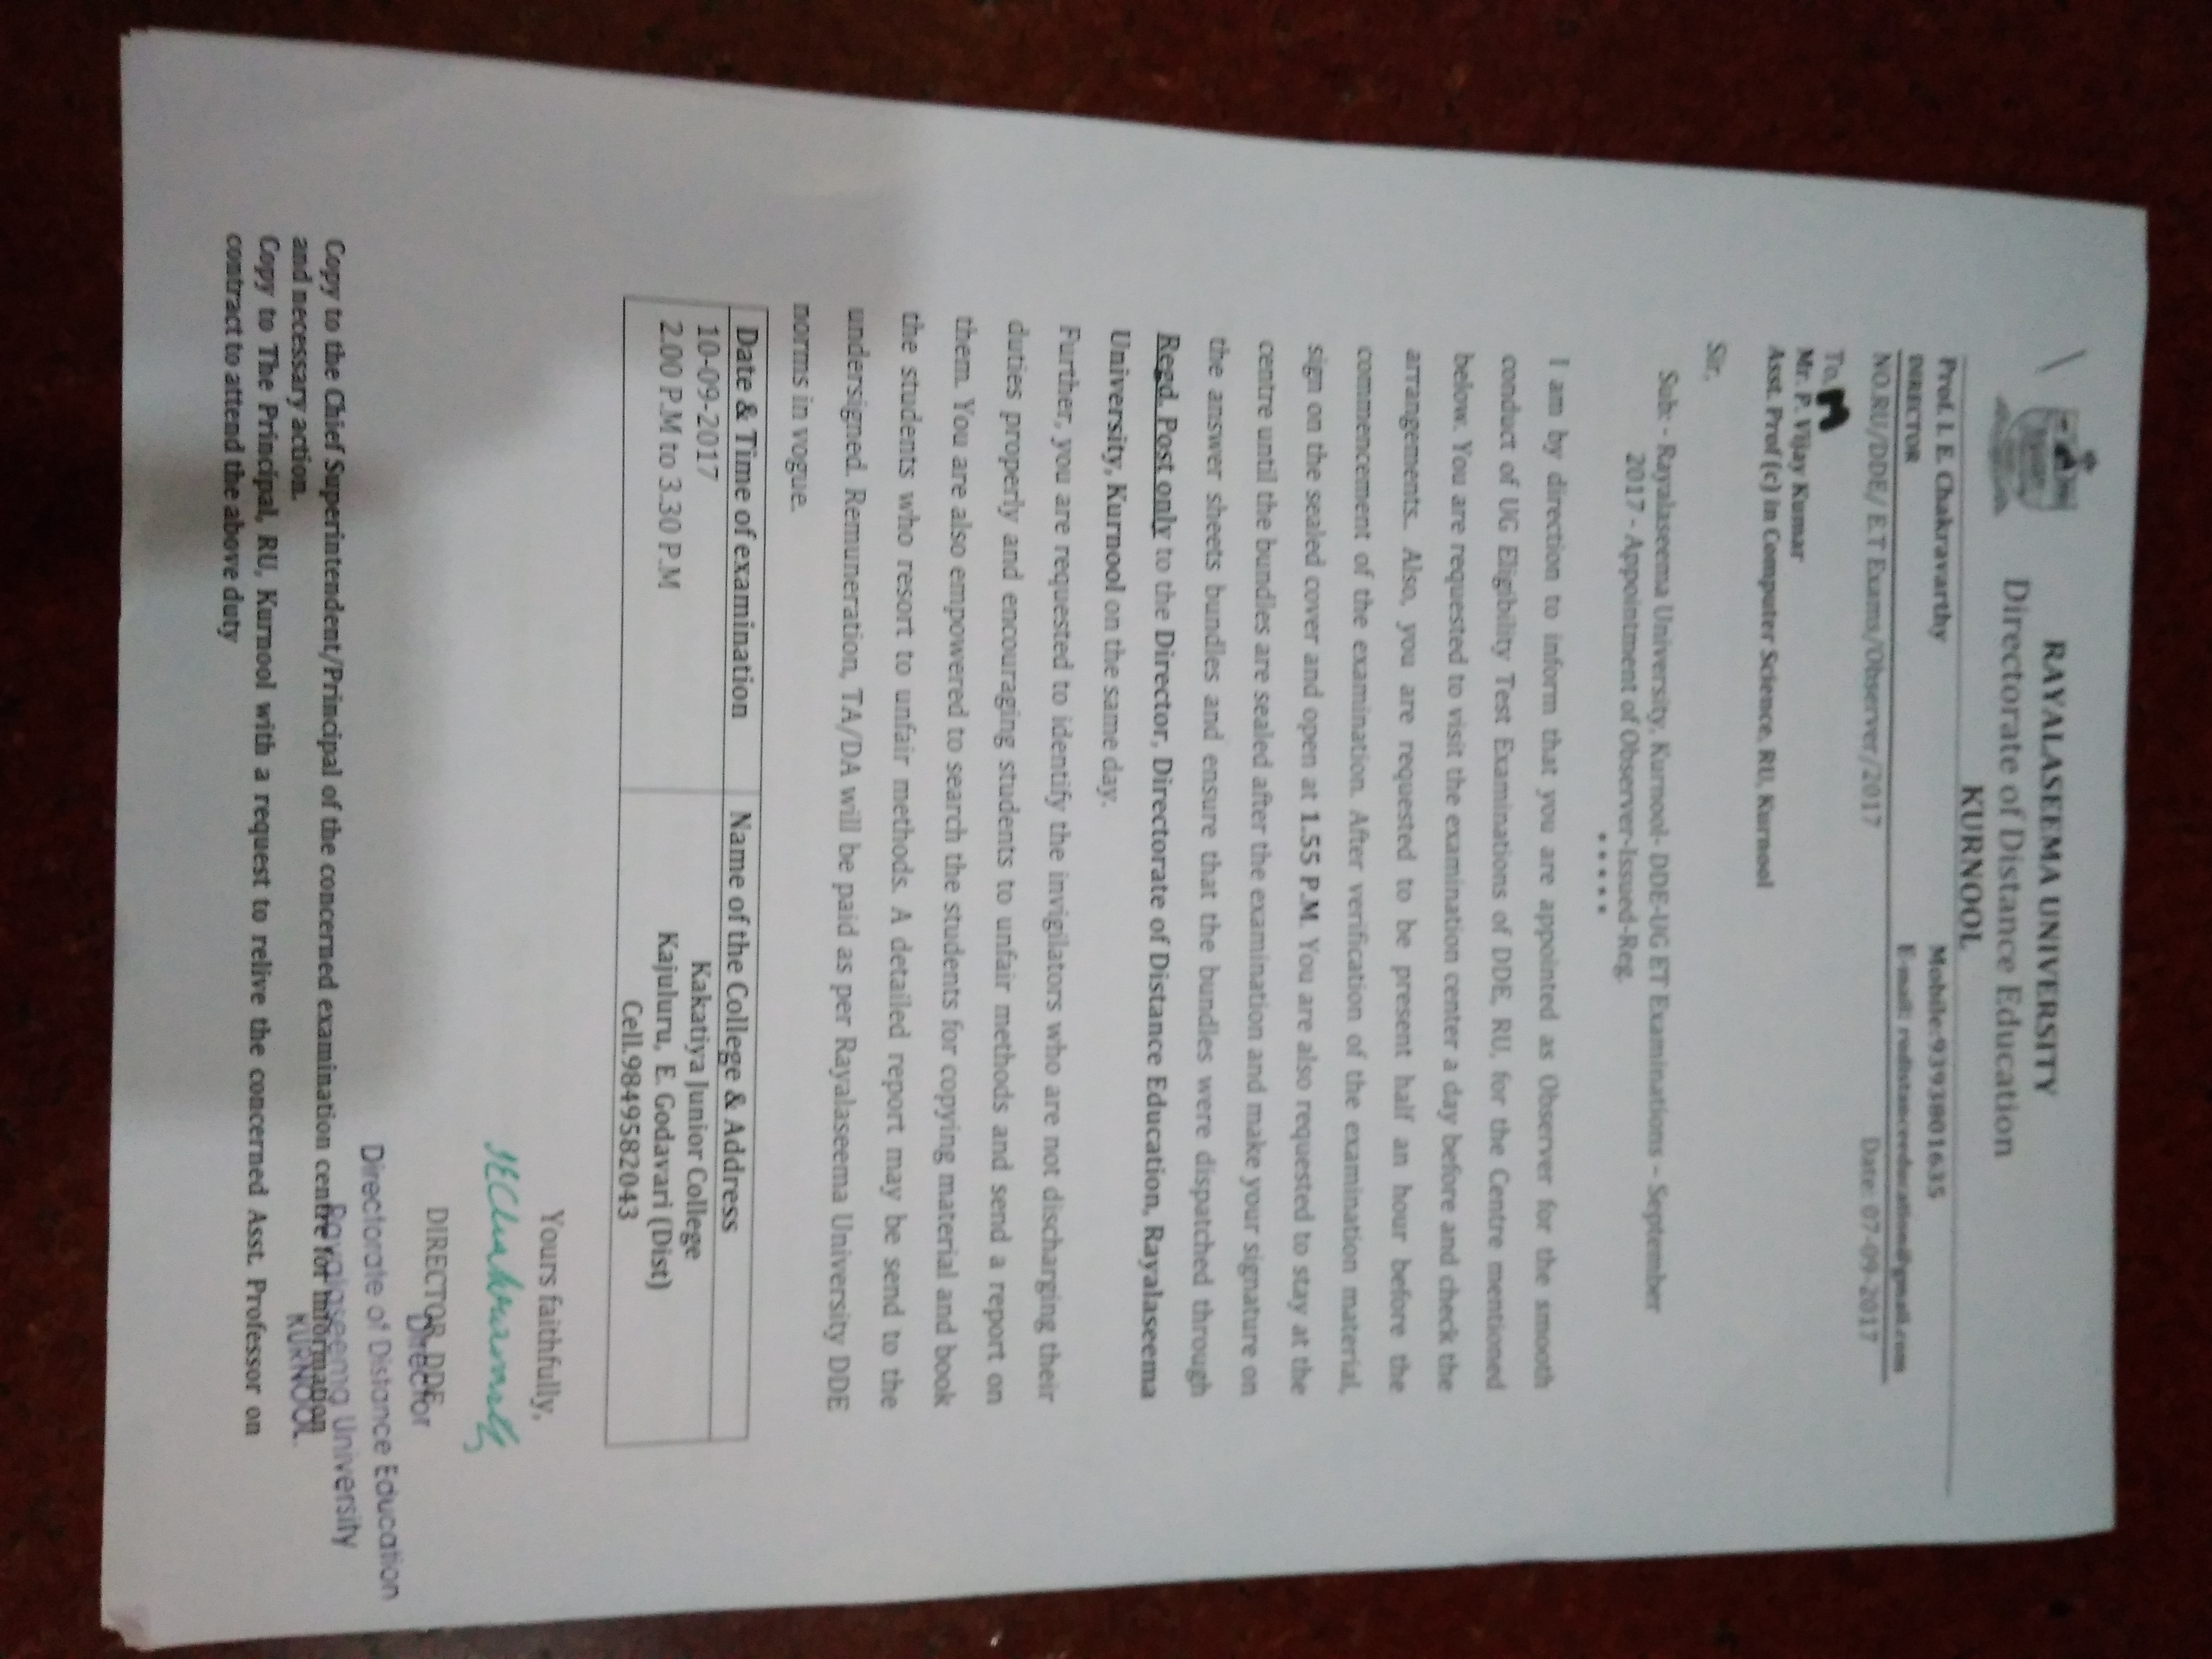 RAYALASEEMA UNIVERSITY
Directorate of Distance Education
KURNOOL
Prof. I. E. Chakravarthy Mobile:9393801635
DIRECTOR E-mail: rudistanceeducation@gmail.com
NO.RU/DDE/ E.T Exams/Observer/2017 Date: 07-09-2017
To,
Mr. P. Vijay Kumar
Asst. Prof (c) in Computer Science, RU, Kurnool
Sir,
Sub: - Rayalaseema University, Kurnool- DDE-UG ET Examinations – September
2017 - Appointment of Observer-Issued-Reg.
*****
I am by direction to inform that you are appointed as Observer for the smooth
conduct of UG Eligibility Test Examinations of DDE, RU, for the Centre mentioned
below. You are requested to visit the examination center a day before and check the
arrangements.. Also, you are requested to be present half an hour before the
commencement of the examination. After verification of the examination material,
sign on the sealed cover and open at 1.55 P.M. You are also requested to stay at the
centre until the bundles are sealed after the examination and make your signature on
the answer sheets bundles and ensure that the bundles were dispatched through
Regd. Post only to the Director, Directorate of Distance Education, Rayalaseema
University, Kurnool on the same day.
Further, you are requested to identify the invigilators who are not discharging their
duties properly and encouraging students to unfair methods and send a report on
them. You are also empowered to search the students for copying material and book
the students who resort to unfair methods. A detailed report may be send to the
undersigned. Remuneration, TA/DA will be paid as per Rayalaseema University DDE
norms in vogue.
Date & Time of examination Name of the College & Address
10-09-2017 Kakatiya Junior College
2.00 P.M to 3.30 P.M Kajuluru, E. Godavari (Dist)
Cell.9849582043
Yours faithfully,
IEChakravarthy
DIRECTOR, DDE
Director
Directorate of Distance Education
Rayalaseema University
KURNOOL.
Copy to the Chief Superintendent/Principal of the concerned examination centre for information
and necessary action.
Copy to The Principal, RU, Kurnool with a request to relive the concerned Asst. Professor on
contract to attend the above duty